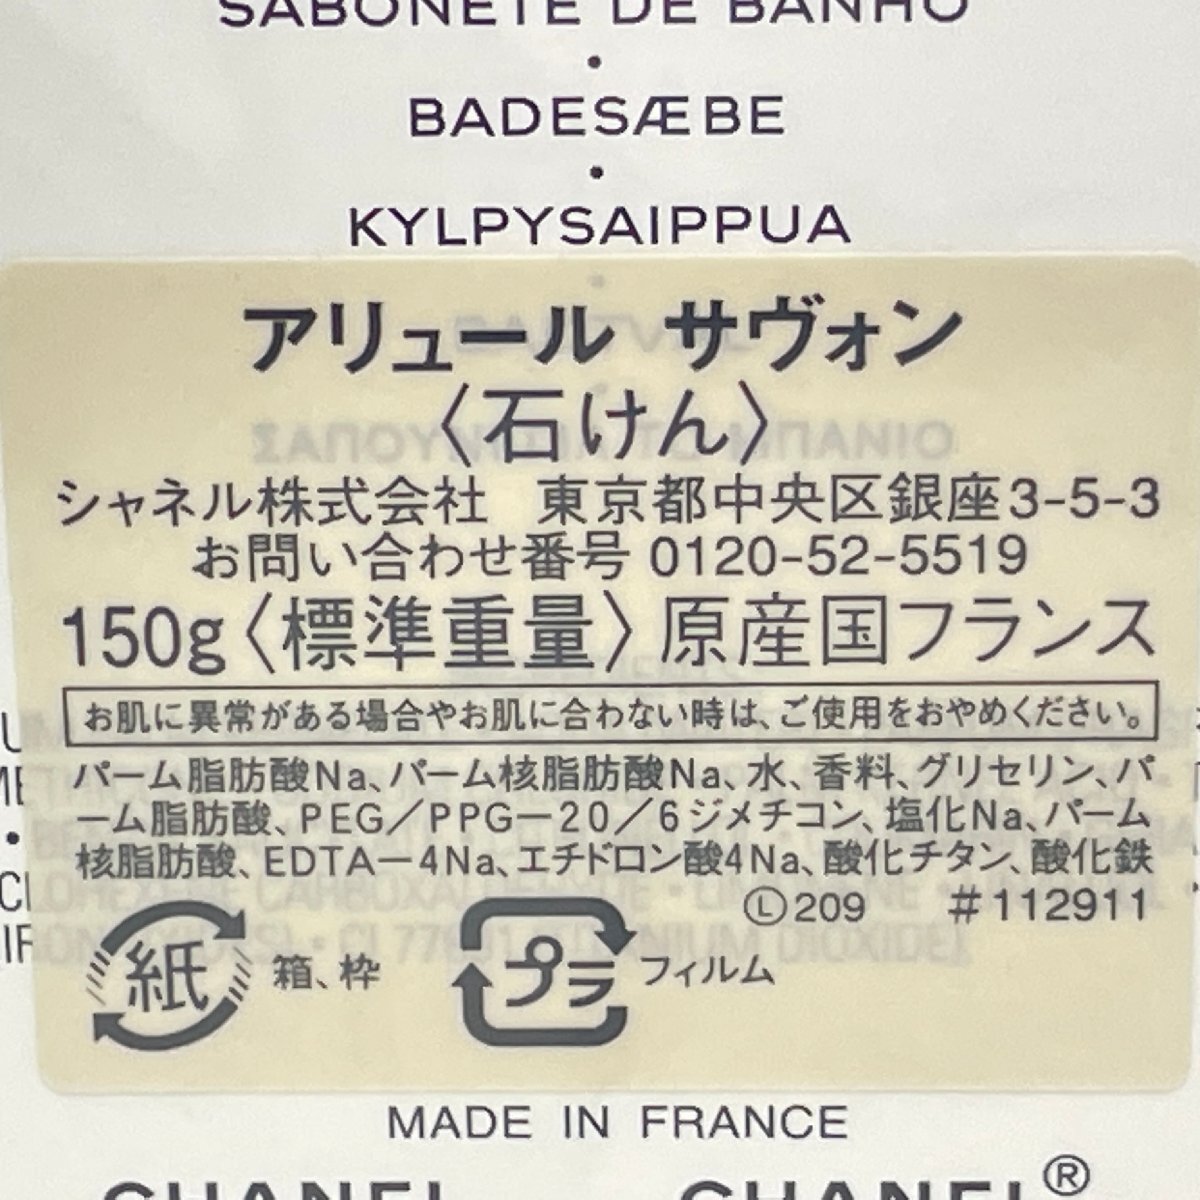 SABONETE DE BANHO
•
BADESÆBE
•
KYLPYSAIPPUA
アリュール サヴォン
〈石けん〉
シャネル株式会社　東京都中央区銀座3-5-3
お問い合わせ番号 0120-52-5519
150g〈標準重量〉原産国フランス
お肌に異常がある場合やお肌に合わない時は、ご使用をおやめください。
パーム脂肪酸Na、パーム核脂肪酸Na、水、香料、グリセリン、パ
ーム脂肪酸、PEG／PPG－20／6ジメチコン、塩化Na、パーム
核脂肪酸、EDTA－4Na、エチドロン酸4Na、酸化チタン、酸化鉄
Ⓛ209　#112911
紙 箱、枠 プラ フィルム
MADE IN FRANCE
CHANEL CHANEL®